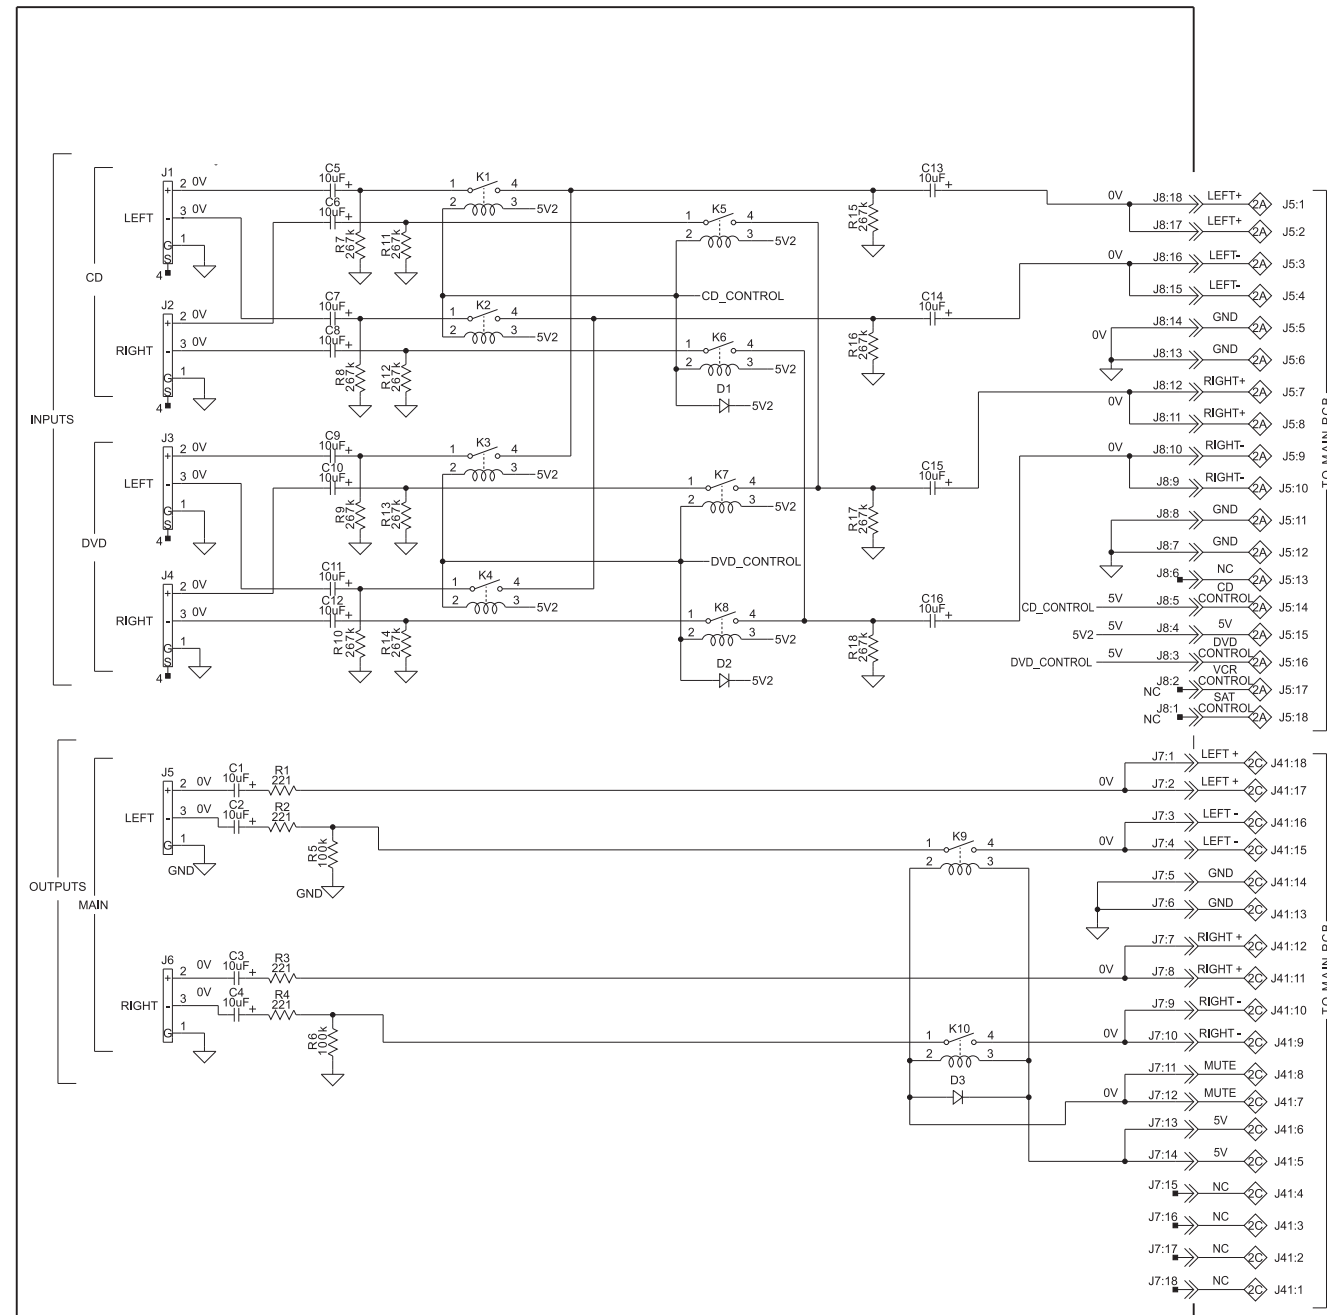 INPUTS
CD
LEFT
J1
+ 2 0V
- 3 0V
G 1
S
4
C5
10uF +
C6
10uF +
R7
267k
R11
267k
K1
1 4
2 3 5V2
K5
1 4
2 3 5V2
CD_CONTROL
R15
267k
C13
10uF +
RIGHT
J2
+ 2 0V
- 3 0V
G 1
S
4
C7
10uF +
C8
10uF +
R8
267k
R12
267k
K2
1 4
2 3 5V2
K6
1 4
2 3 5V2
D1
5V2
R16
267k
C14
10uF +
DVD
LEFT
J3
+ 2 0V
- 3 0V
G 1
S
4
C9
10uF +
C10
10uF +
R9
267k
R13
267k
K3
1 4
2 3 5V2
K7
1 4
2 3 5V2
DVD_CONTROL
R17
267k
C15
10uF +
RIGHT
J4
+ 2 0V
- 3 0V
G 1
S
4
C11
10uF +
C12
10uF +
R10
267k
R14
267k
K4
1 4
2 3 5V2
K8
1 4
2 3 5V2
D2
5V2
R18
267k
C16
10uF +
0V J8:18 LEFT+ 2A J5:1
J8:17 LEFT+ 2A J5:2
0V J8:16 LEFT- 2A J5:3
J8:15 LEFT- 2A J5:4
0V J8:14 GND 2A J5:5
J8:13 GND 2A J5:6
0V J8:12 RIGHT+ 2A J5:7
J8:11 RIGHT+ 2A J5:8
0V J8:10 RIGHT- 2A J5:9
J8:9 RIGHT- 2A J5:10
J8:8 GND 2A J5:11
J8:7 GND 2A J5:12
J8:6 NC 2A J5:13
CD_CONTROL 5V J8:5 CD CONTROL 2A J5:14
5V2 5V J8:4 5V 2A J5:15
DVD_CONTROL 5V J8:3 DVD CONTROL 2A J5:16
NC J8:2 VCR CONTROL 2A J5:17
NC J8:1 SAT CONTROL 2A J5:18
TO MAIN PCB
OUTPUTS
MAIN
LEFT
J5
+ 2 0V
- 3 0V
G 1
GND
C1
10uF +
C2
10uF +
R1
221
R2
221
R5
100k
GND
K9
1 4
2 3
RIGHT
J6
+ 2 0V
- 3 0V
G 1
C3
10uF +
C4
10uF +
R3
221
R4
221
R6
100k
K10
1 4
2 3
D3
J7:1 LEFT + 2C J41:18
0V J7:2 LEFT + 2C J41:17
J7:3 LEFT - 2C J41:16
0V J7:4 LEFT - 2C J41:15
J7:5 GND 2C J41:14
J7:6 GND 2C J41:13
J7:7 RIGHT + 2C J41:12
0V J7:8 RIGHT + 2C J41:11
J7:9 RIGHT - 2C J41:10
0V J7:10 RIGHT - 2C J41:9
J7:11 MUTE 2C J41:8
0V J7:12 MUTE 2C J41:7
J7:13 5V 2C J41:6
J7:14 5V 2C J41:5
J7:15 NC 2C J41:4
J7:16 NC 2C J41:3
J7:17 NC 2C J41:2
J7:18 NC 2C J41:1
TO MAIN PCB